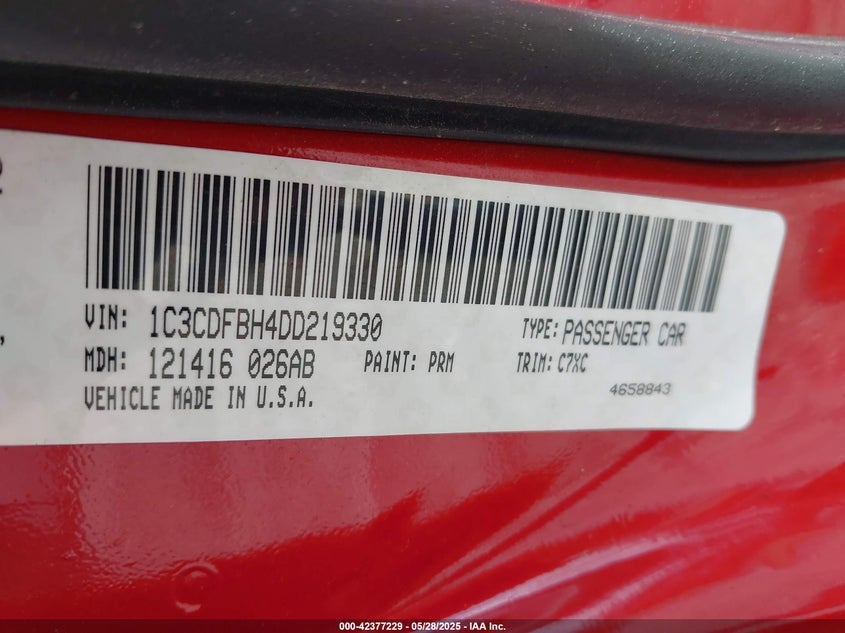 VIN: 1C3CDFBH4DD219330 TYPE: PASSENGER CAR
MDH: 121416 026AB PAINT: PRM TRIM: C7XC
VEHICLE MADE IN U.S.A. 4658843
000-42377229 - 05/28/2025 - IAA Inc.